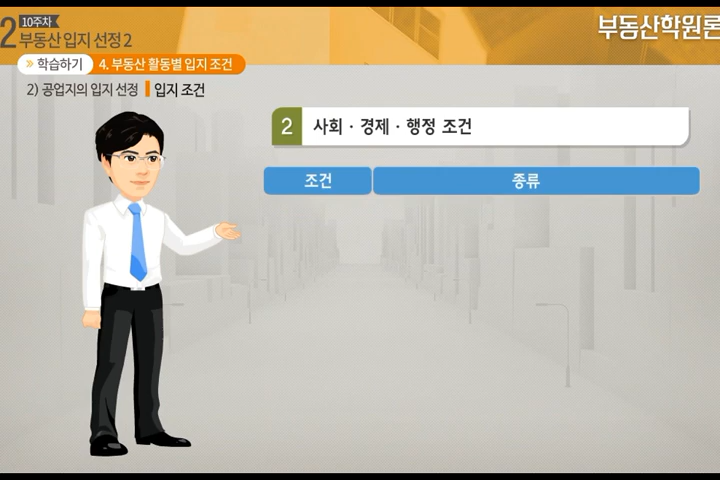 10주차
2 부동산 입지 선정 2
부동산학원론
» 학습하기
4. 부동산 활동별 입지 조건
2) 공업지의 입지 선정 입지 조건
2 사회 · 경제 · 행정 조건
조건 종류